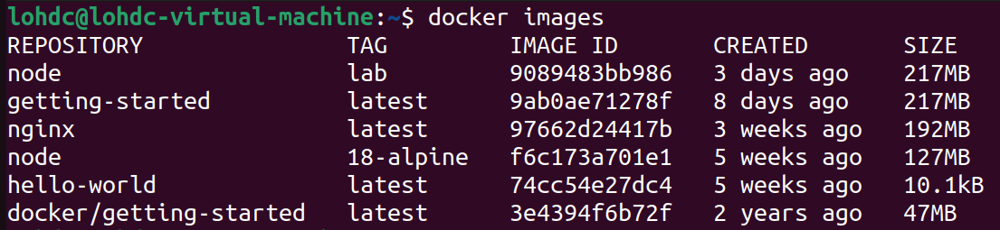 lohdc@lohdc-virtual-machine:~$ docker images
REPOSITORY TAG IMAGE ID CREATED SIZE
node lab 9089483bb986 3 days ago 217MB
getting-started latest 9ab0ae71278f 8 days ago 217MB
nginx latest 97662d24417b 3 weeks ago 192MB
node 18-alpine f6c173a701e1 5 weeks ago 127MB
hello-world latest 74cc54e27dc4 5 weeks ago 10.1kB
docker/getting-started latest 3e4394f6b72f 2 years ago 47MB